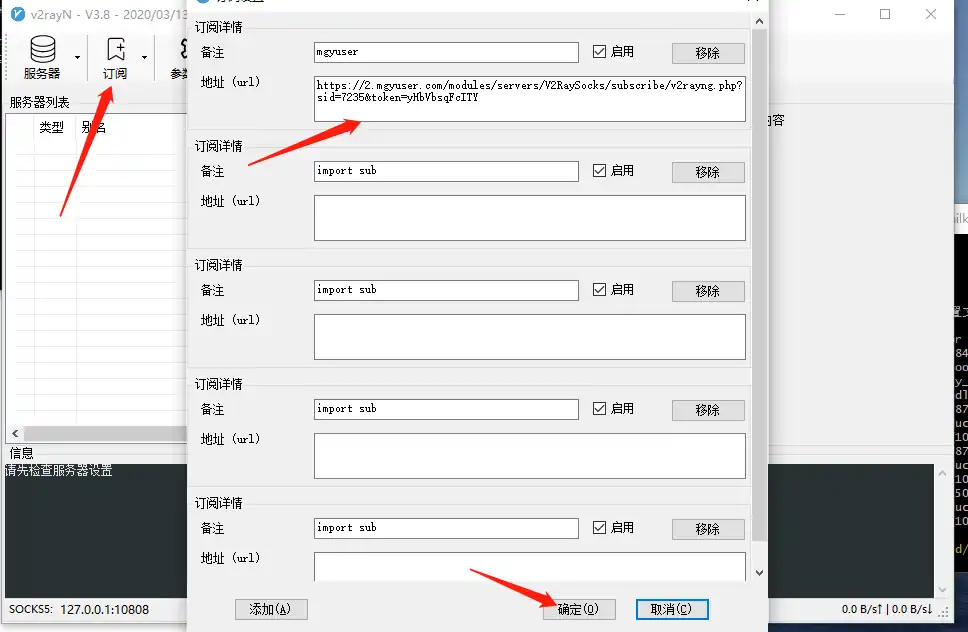 v2rayN - V3.8 - 2020/03/13
服务器
订阅
服务器列表
类型
别名
内容
订阅详情
备注
mgyuser
启用
移除
地址 (url)
https://2.mgyuser.com/modules/servers/V2RaySocks/subscribe/v2rayng.php?
sid=7235&token=yHbVbsqFcITY
订阅详情
备注
import sub
启用
移除
地址 (url)
订阅详情
备注
import sub
启用
移除
地址 (url)
订阅详情
备注
import sub
启用
移除
地址 (url)
订阅详情
备注
import sub
启用
移除
地址 (url)
添加(A)
确定(O)
取消(C)
信息
请先检查服务器设置
SOCKS5: 127.0.0.1:10808
0.0 B/s↑ | 0.0 B/s↓